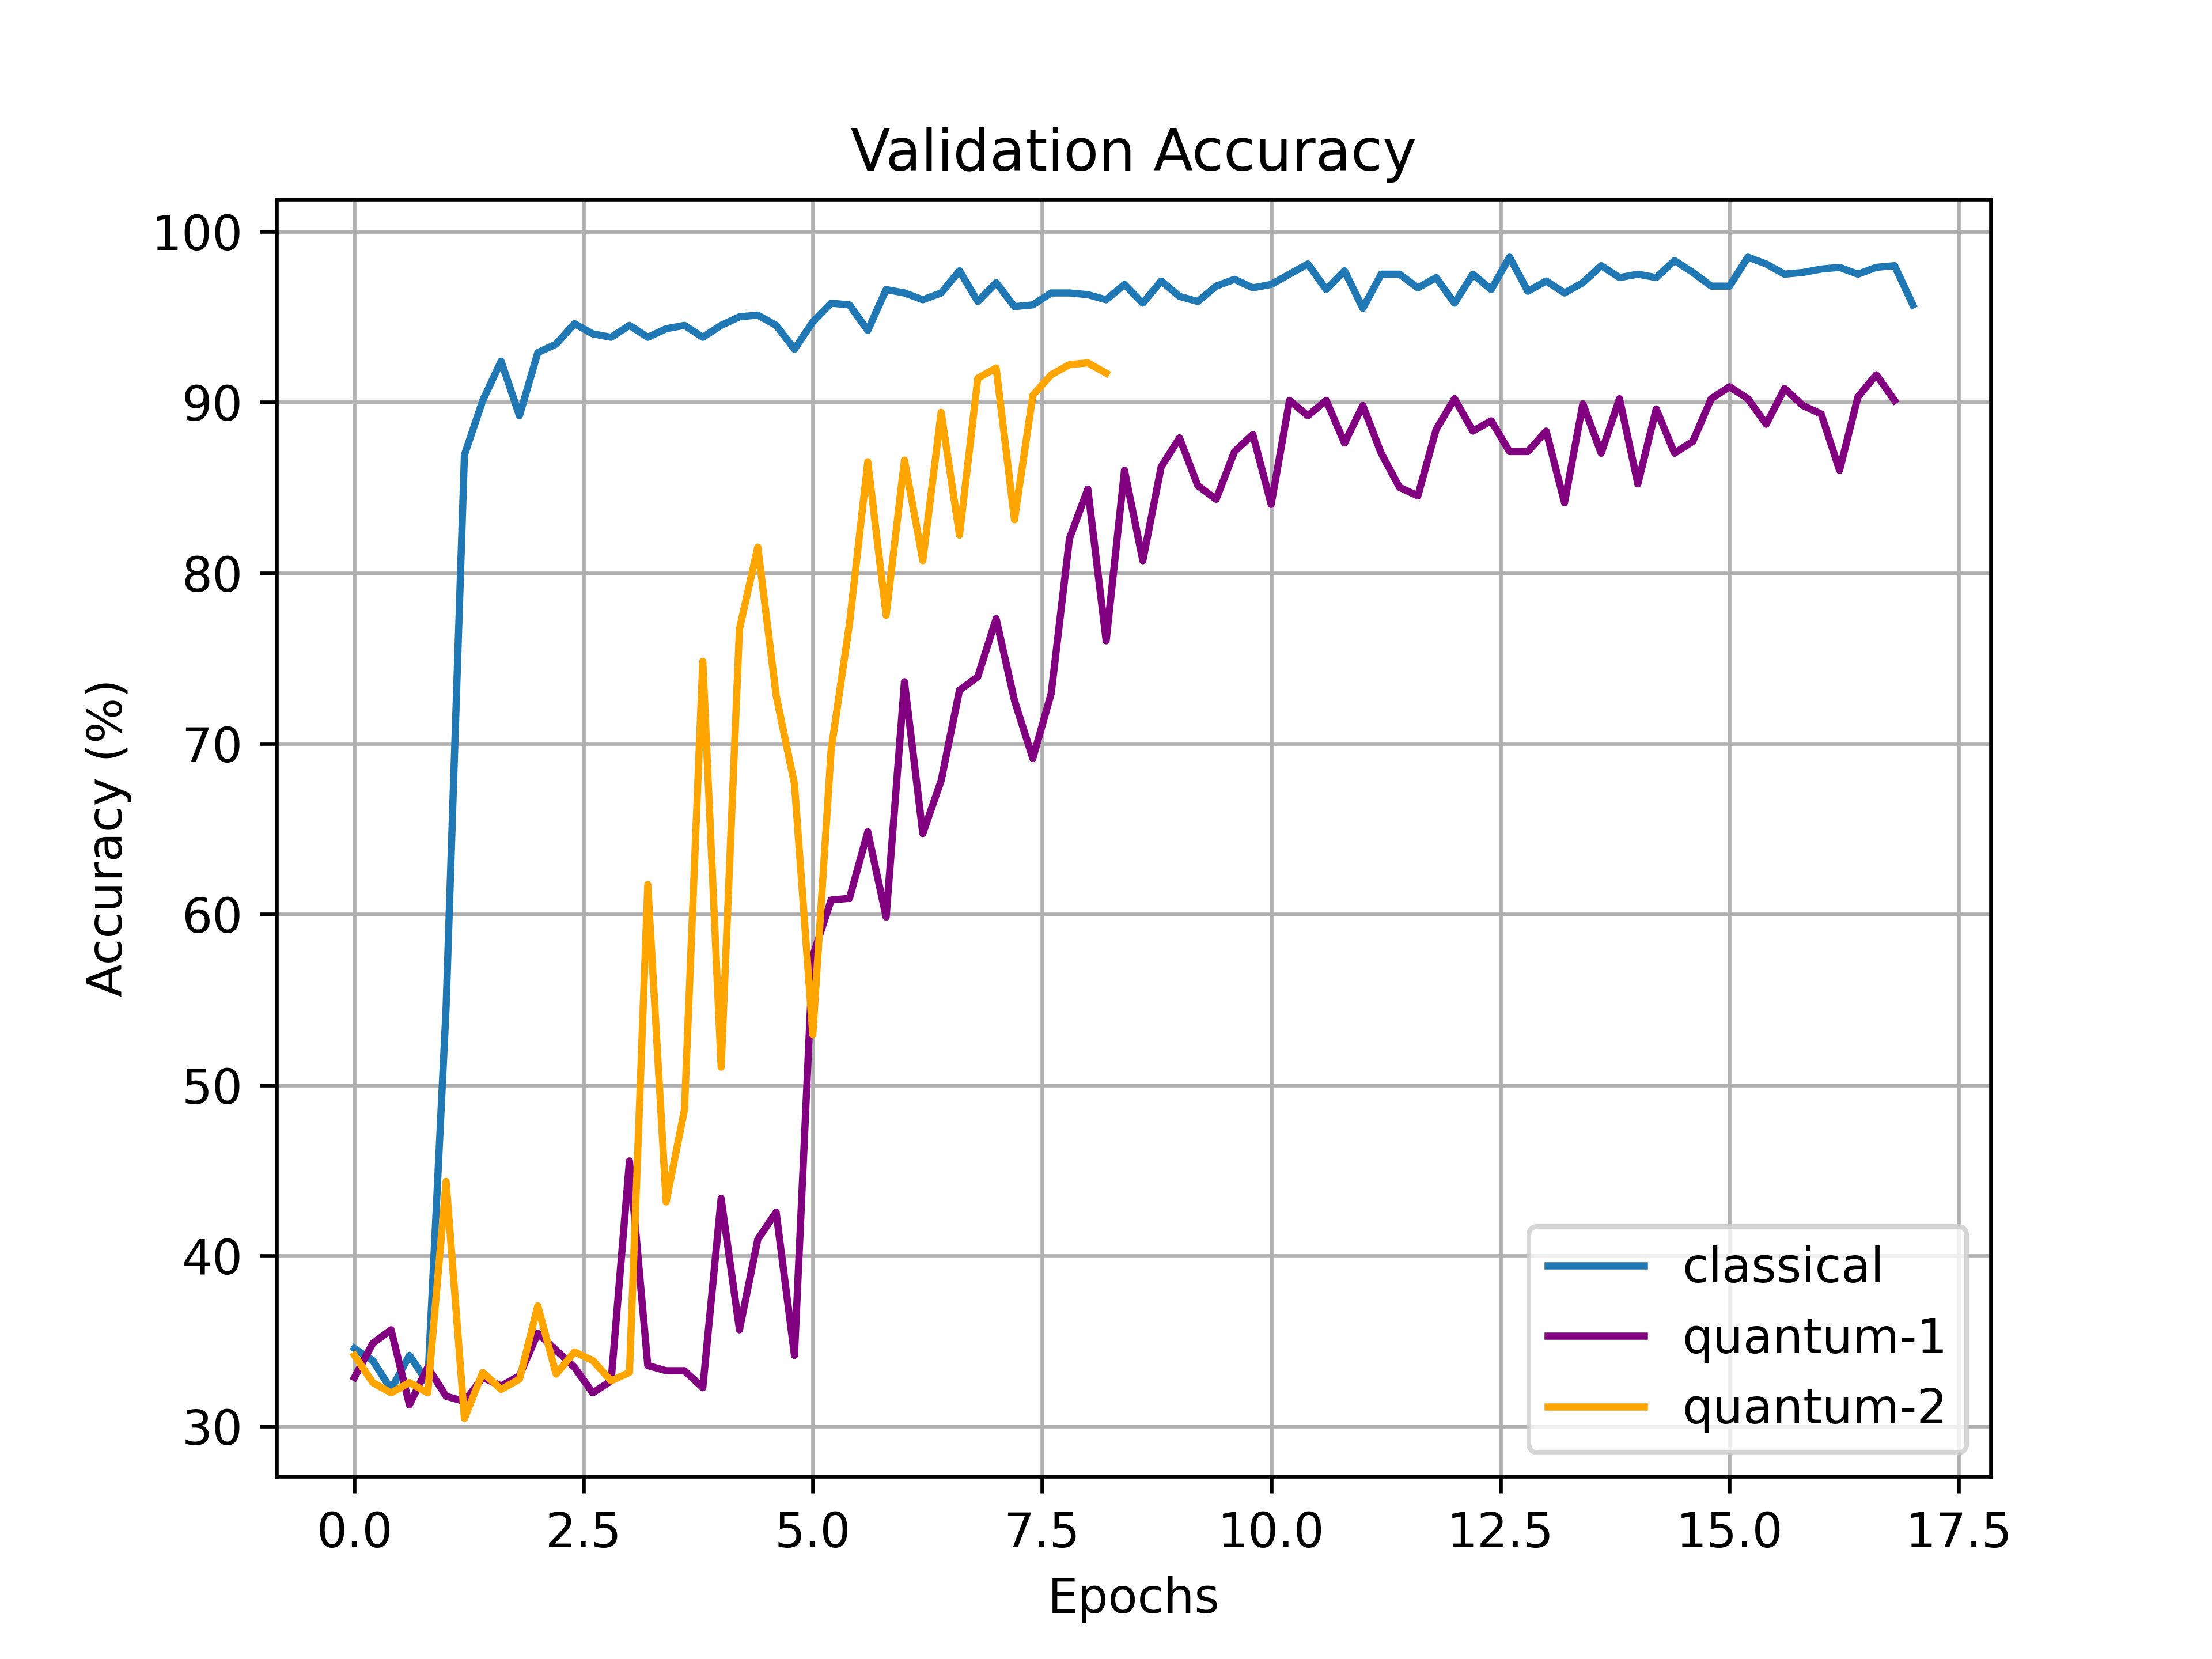 Validation Accuracy
100
90
80
70
60
50
40
30
Accuracy (%)
0.0 2.5 5.0 7.5 10.0 12.5 15.0 17.5
Epochs
classical
quantum-1
quantum-2